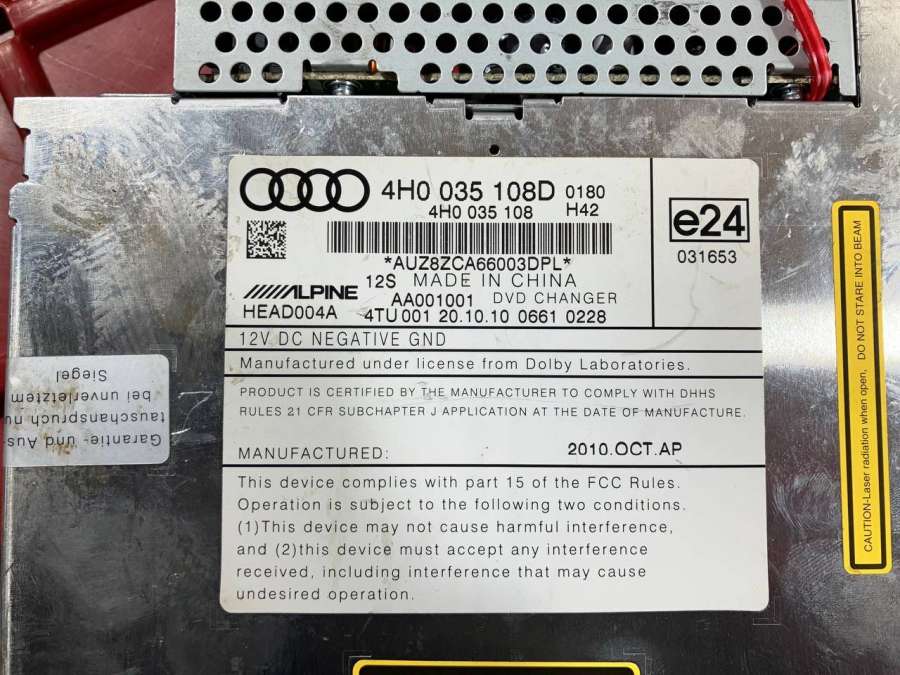 4H0 035 108D 0180
4H0 035 108 H42
e24
031653
*AUZ8ZCA66003DPL*
12S MADE IN CHINA
ALPINE AA001001 DVD CHANGER
HEAD004A 4TU 001 20.10.10 0661 0228
12V DC NEGATIVE GND
Manufactured under license from Dolby Laboratories.
PRODUCT IS CERTIFIED BY THE MANUFACTURER TO COMPLY WITH DHHS
RULES 21 CFR SUBCHAPTER J APPLICATION AT THE DATE OF MANUFACTURE.
MANUFACTURED: 2010.OCT.AP
This device complies with part 15 of the FCC Rules.
Operation is subject to the following two conditions.
(1)This device may not cause harmful interference,
and (2)this device must accept any interference
received, including interference that may cause
undesired operation.
CAUTION-Laser radiation when open, DO NOT STARE INTO BEAM
Garantie- und Aus-
tauschanspruch nu
bei unverletztem
Siegel